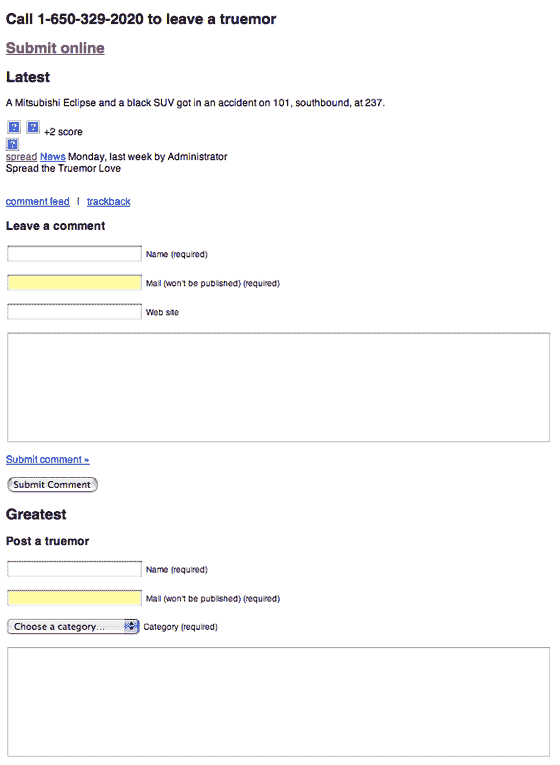 Call 1-650-329-2020 to leave a truemor
Submit online
Latest
A Mitsubishi Eclipse and a black SUV got in an accident on 101, southbound, at 237.
+2 score
spread News Monday, last week by Administrator
Spread the Truemor Love
comment feed | trackback
Leave a comment
Name (required)
Mail (won't be published) (required)
Web site
Submit comment »
Submit Comment
Greatest
Post a truemor
Name (required)
Mail (won't be published) (required)
Choose a category... Category (required)